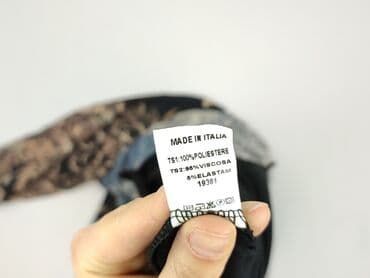 MADE IN ITALIA
TS1:100%POLIESTERE
TS2:95%VISCOSA
5%ELASTAM
19381